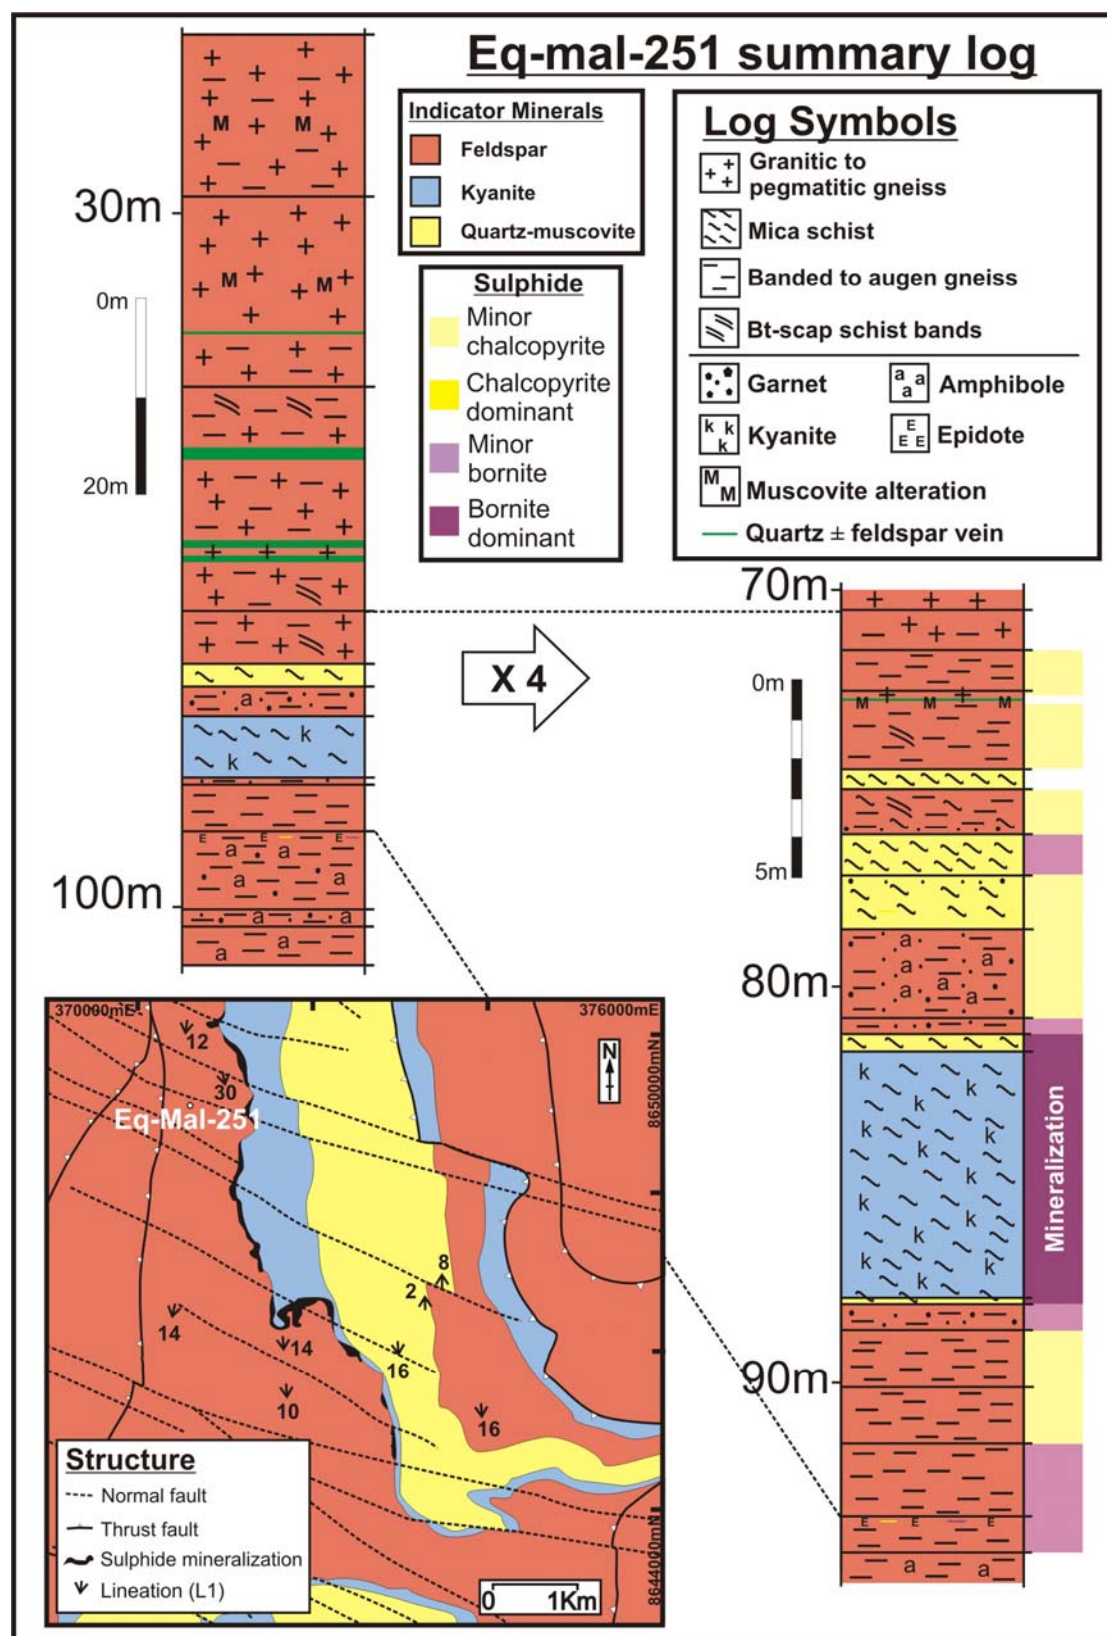 Eq-mal-251 summary log
Indicator Minerals
Feldspar
Kyanite
Quartz-muscovite
Sulphide
Minor
chalcopyrite
Chalcopyrite
dominant
Minor
bornite
Bornite
dominant
Log Symbols
Granitic to
pegmatitic gneiss
Mica schist
Banded to augen gneiss
Bt-scap schist bands
Garnet
a a
a
Amphibole
k k
k
Kyanite
E
E E
Epidote
M
M
Muscovite alteration
Quartz ± feldspar vein
30m
0m
20m
100m
M M
M M
a
k
k
E E E
a a
a a
a
a a
a
X 4
70m
0m
5m
80m
90m
M M M
a
a a
a a
k
k
k k
k
k k
k
k k
k
E E E
a a
Mineralization
370000mE
376000mE
8650000mN
8644000mN
N
12
30
Eq-Mal-251
8
2
14
14
16
10
16
Structure
Normal fault
Thrust fault
Sulphide mineralization
Lineation (L1)
0 1Km